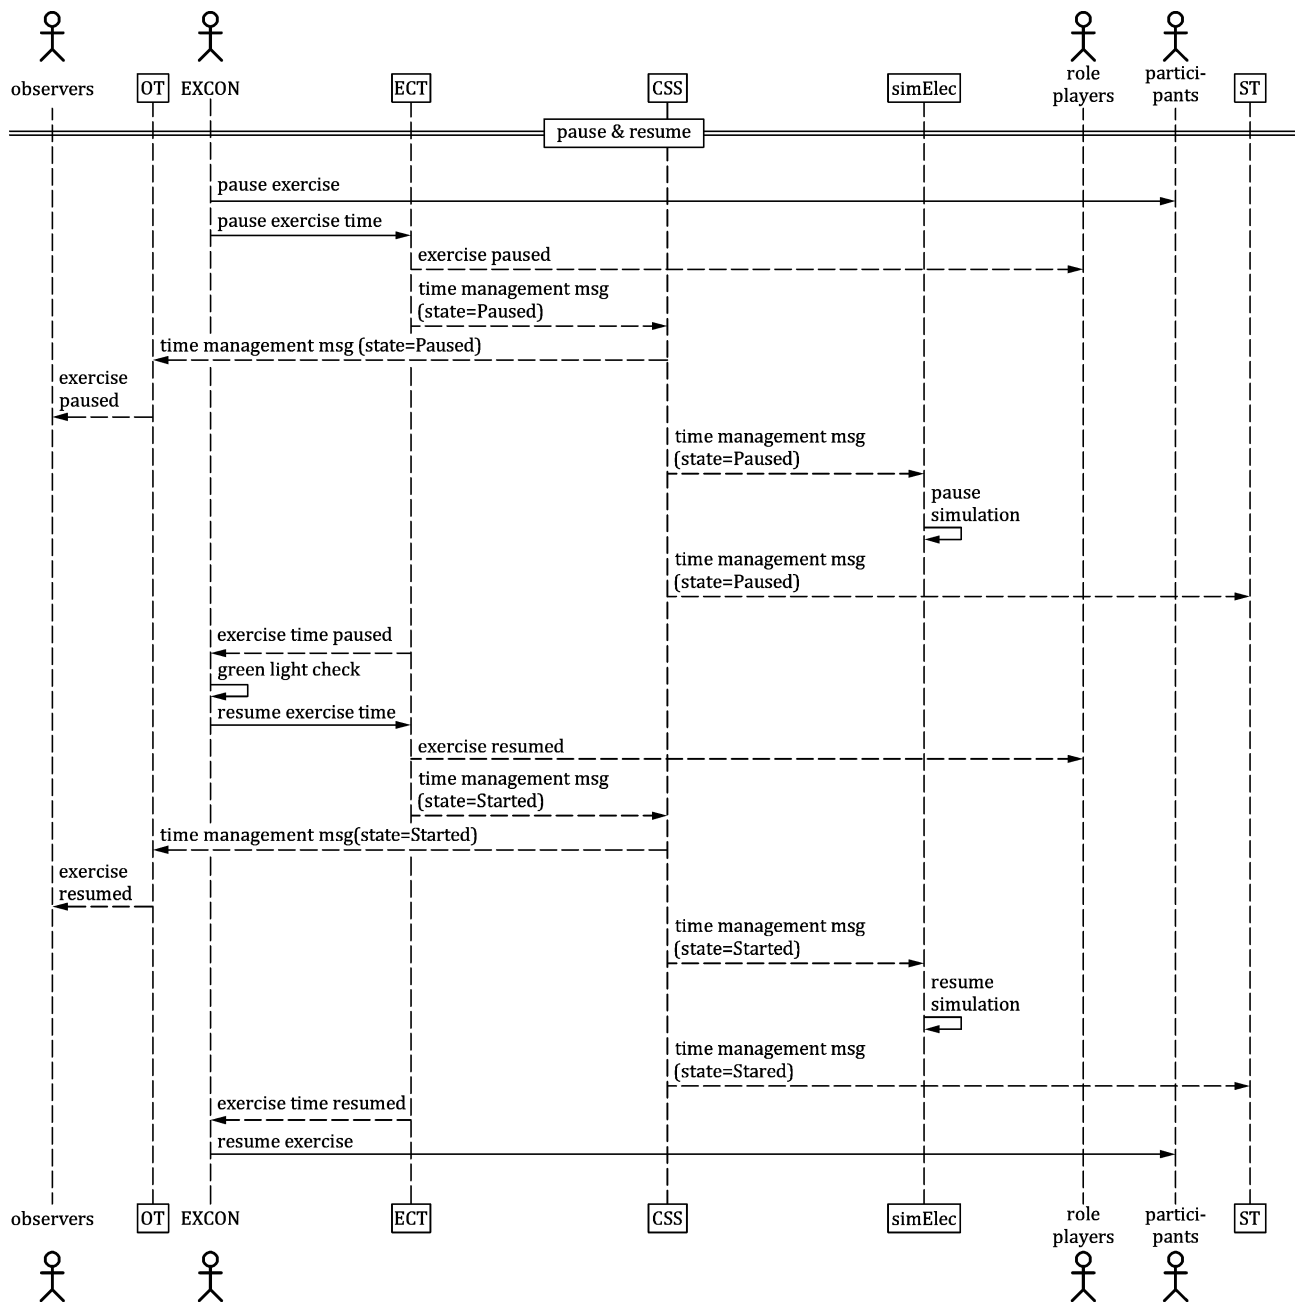 observers
OT
EXCON
ECT
CSS
simElec
role
players
partici-
pants
ST
pause & resume
pause exercise
pause exercise time
exercise paused
time management msg
(state=Paused)
time management msg (state=Paused)
exercise
paused
time management msg
(state=Paused)
pause
simulation
time management msg
(state=Paused)
exercise time paused
green light check
resume exercise time
exercise resumed
time management msg
(state=Started)
time management msg(state=Started)
exercise
resumed
time management msg
(state=Started)
resume
simulation
time management msg
(state=Stared)
exercise time resumed
resume exercise
observers
OT
EXCON
ECT
CSS
simElec
role
players
partici-
pants
ST